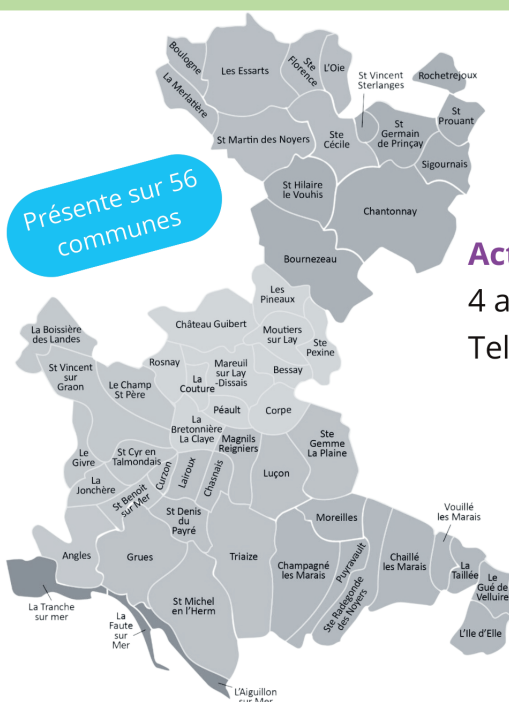 Boulogne
Les Essarts
Ste
Florence
L'Oie
La Merlatière
St Vincent
Sterlanges
Rochetrejoux
St Martin des Noyers
Ste
Cécile
St
Germain
de Prinçay
St
Prouant
Sigournais
St Hilaire
le Vouhis
Chantonnay
Bournezeau
Présente sur 56
communes
Act
4 a
Tel
Les
Pineaux
Château Guibert
Moutiers
sur Lay
Ste
Pexine
La Boissière
des Landes
Rosnay
Mareuil
sur Lay
-Dissais
Bessay
St Vincent
sur
Graon
Le Champ
St Père
La
Couture
Péault
Corpe
La
Bretonnière
La Claye
Magnils
Reigniers
Ste
Gemme
La Plaine
Le
Givre
St Cyr en
Talmondais
Curzon
Lairoux
Chasnais
Luçon
La
Jonchère
St Benoit
sur Mer
St Denis
du
Payré
Moreilles
Vouillé
les Marais
Angles
Grues
Triaize
Champagné
les Marais
Puyravault
Ste Radegonde
des Noyers
Chaillé
les Marais
La
Taillée
Le
Gué de
Velluire
L'Ile d'Elle
La Tranche
sur mer
La
Faute
sur
Mer
St Michel
en l'Herm
L'Aiguillon
sur Mer